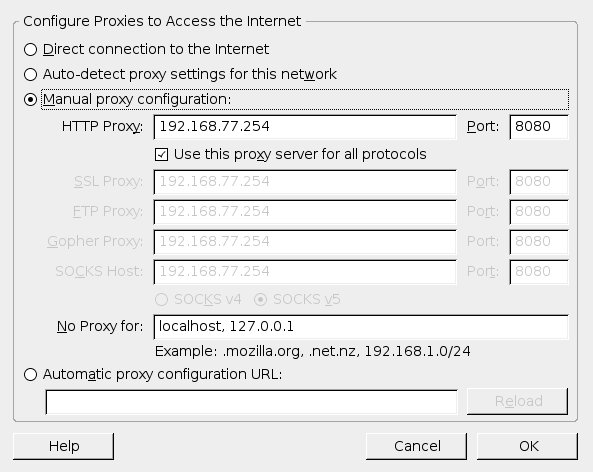 Configure Proxies to Access the Internet
Direct connection to the Internet
Auto-detect proxy settings for this network
Manual proxy configuration:
HTTP Proxy: 192.168.77.254 Port: 8080
Use this proxy server for all protocols
SSL Proxy: 192.168.77.254 Port: 8080
FTP Proxy: 192.168.77.254 Port: 8080
Gopher Proxy: 192.168.77.254 Port: 8080
SOCKS Host: 192.168.77.254 Port: 8080
SOCKS v4 SOCKS v5
No Proxy for: localhost, 127.0.0.1
Example: .mozilla.org, .net.nz, 192.168.1.0/24
Automatic proxy configuration URL:
Reload
Help Cancel OK